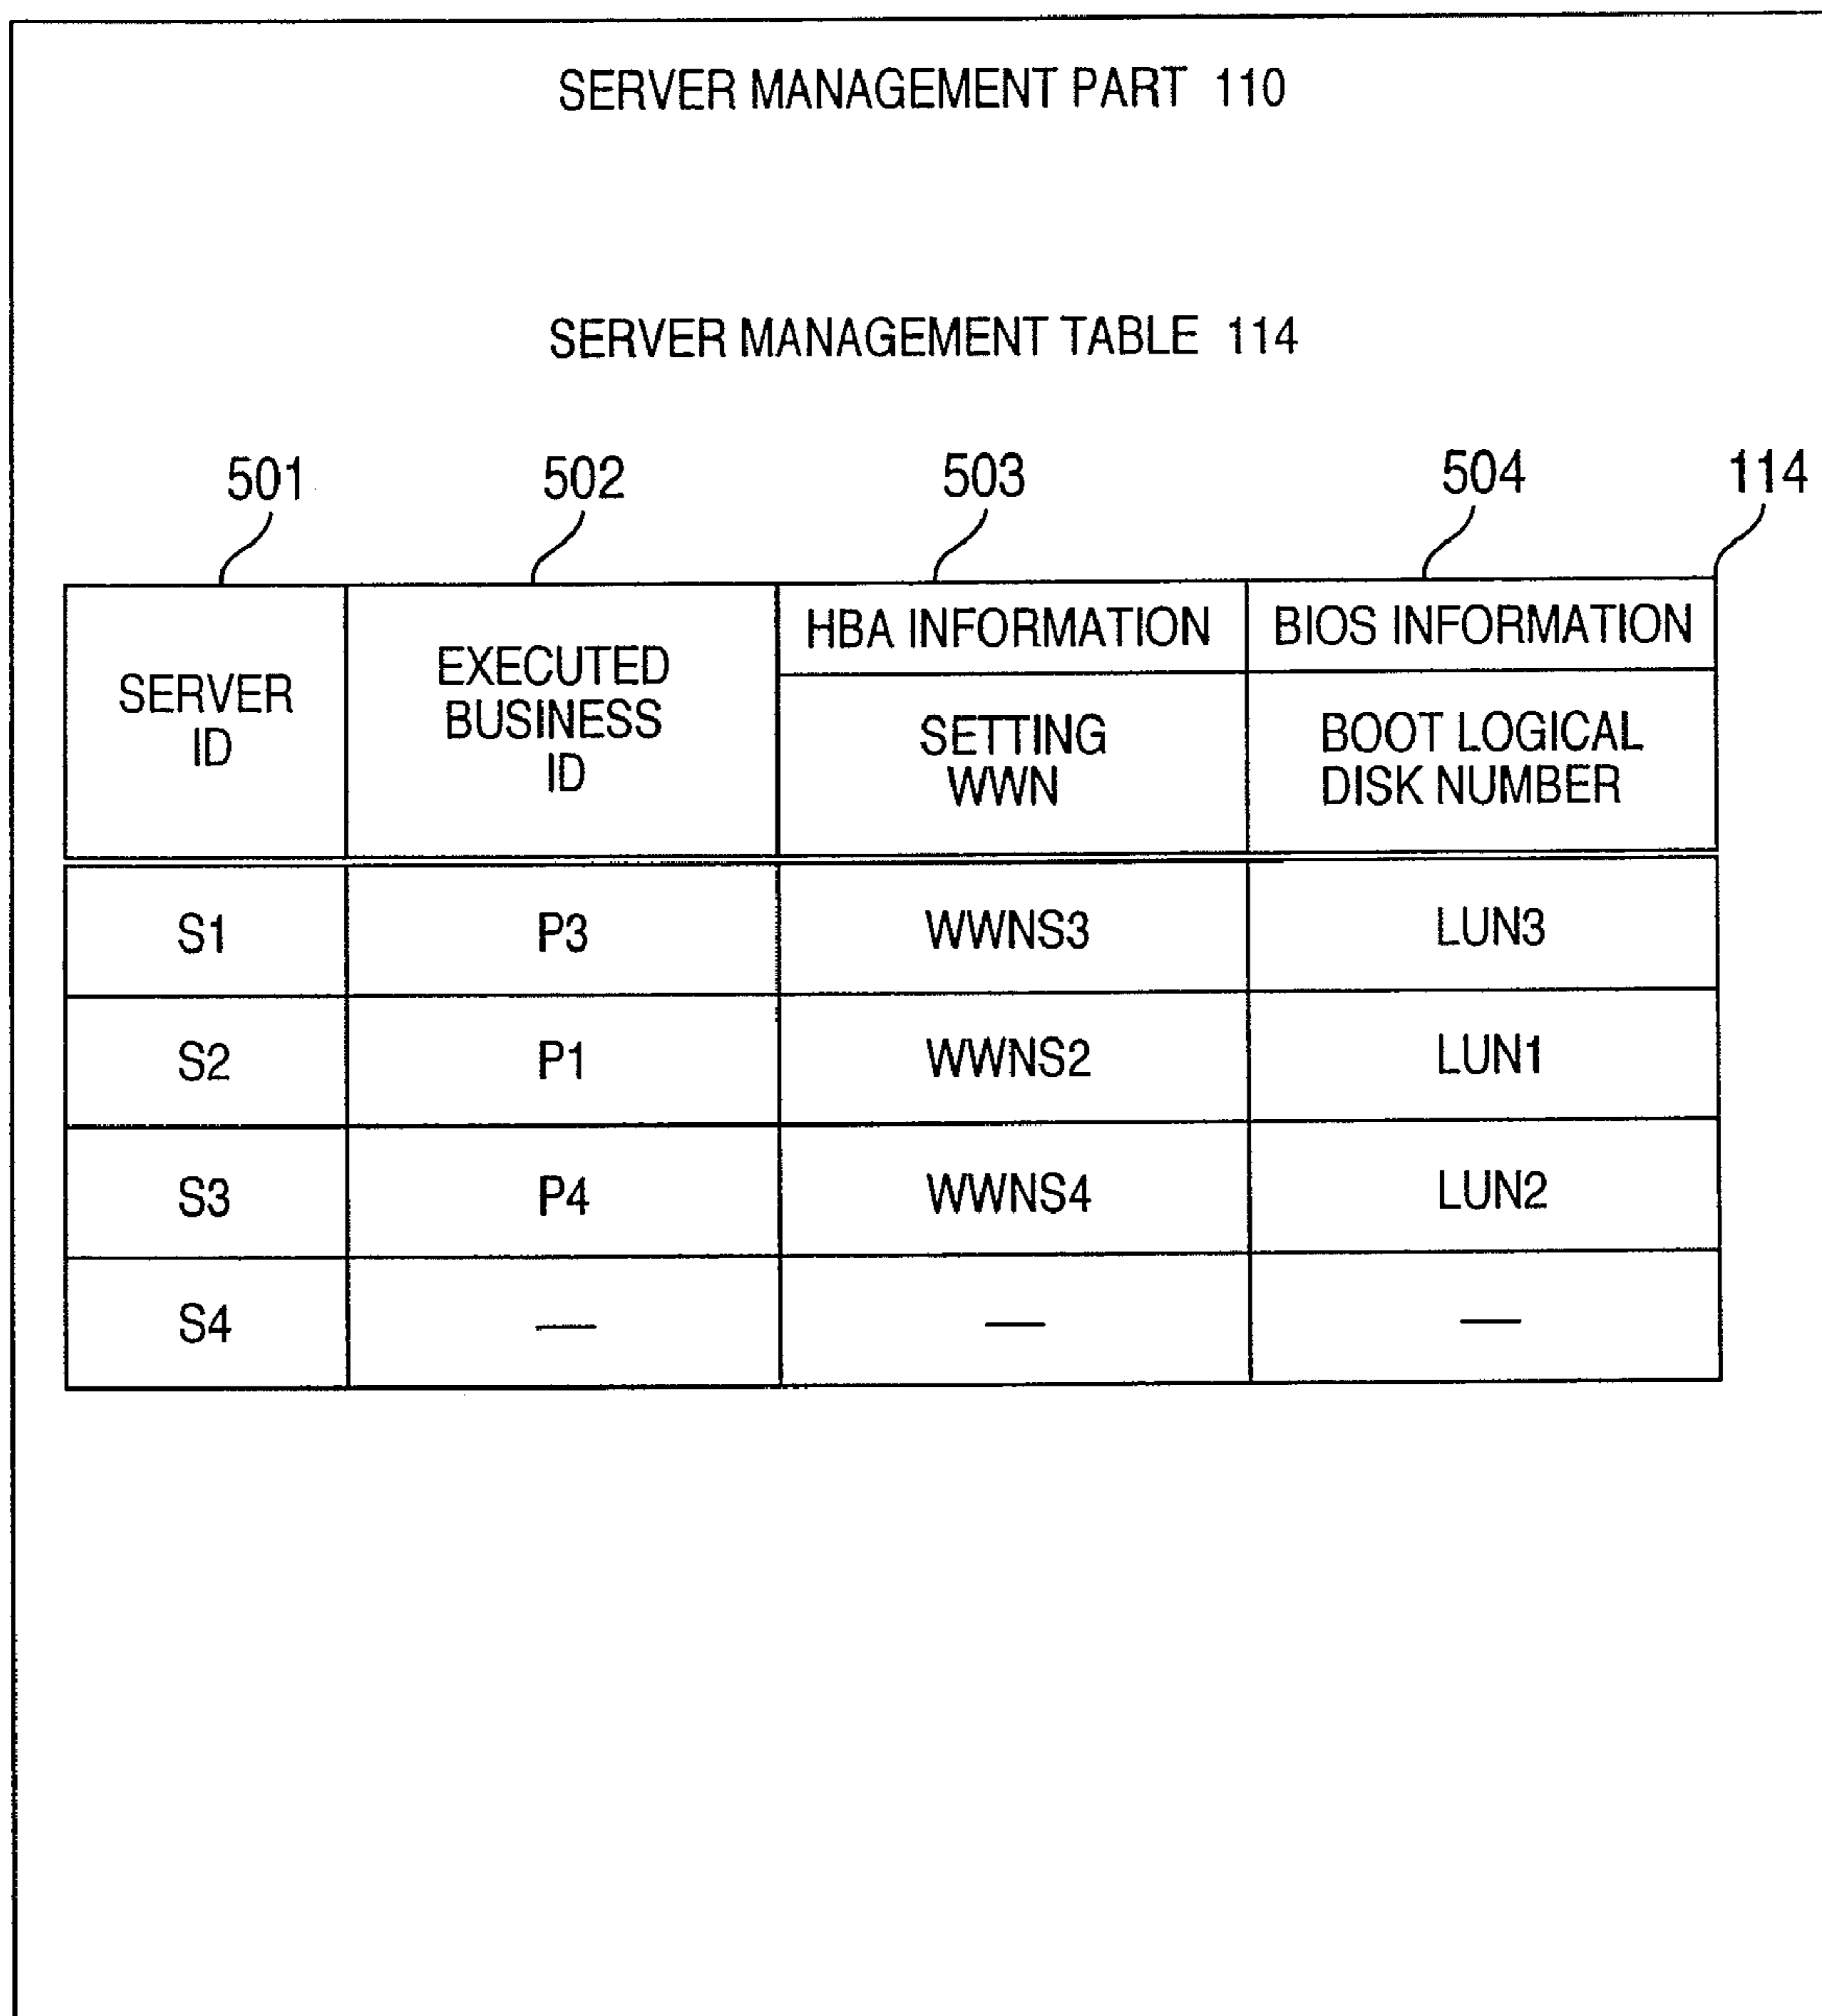 SERVER MANAGEMENT PART 110
SERVER MANAGEMENT TABLE 114
501 502 503 504 114
SERVER
ID
EXECUTED
BUSINESS
ID
HBA INFORMATION
SETTING
WWN
BIOS INFORMATION
BOOT LOGICAL
DISK NUMBER
S1 P3 WWNS3 LUN3
S2 P1 WWNS2 LUN1
S3 P4 WWNS4 LUN2
S4 — — —